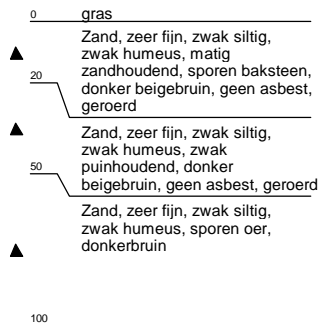 0 gras
Zand, zeer fijn, zwak siltig,
zwak humeus, matig
zandhoudend, sporen baksteen,
20
donker beigebruin, geen asbest,
geroerd
Zand, zeer fijn, zwak siltig,
zwak humeus, zwak
puinhoudend, donker
50
beigebruin, geen asbest, geroerd
Zand, zeer fijn, zwak siltig,
zwak humeus, sporen oer,
donkerbruin
100